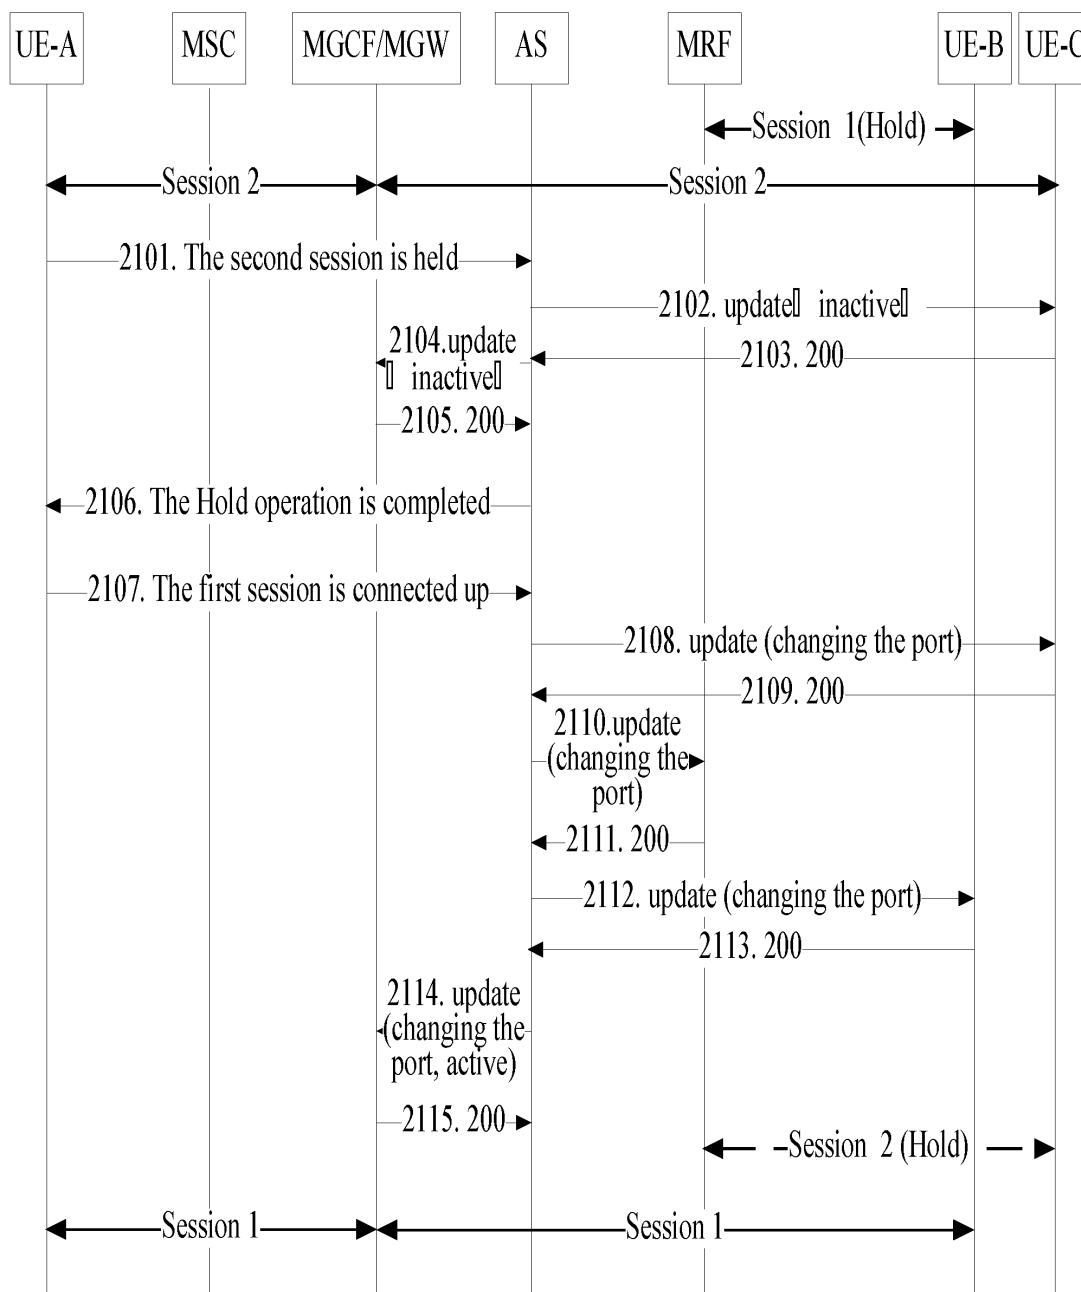 UE-A MSC MGCF/MGW AS MRF UE-B UE-C
Session 1(Hold)
Session 2 Session 2
2101. The second session is held
2102. update▯ inactive▯
2104.update
▯ inactive▯
2103. 200
2105. 200
2106. The Hold operation is completed
2107. The first session is connected up
2108. update (changing the port)
2109. 200
2110.update
(changing the
port)
2111. 200
2112. update (changing the port)
2113. 200
2114. update
(changing the
port, active)
2115. 200
Session 2 (Hold)
Session 1 Session 1